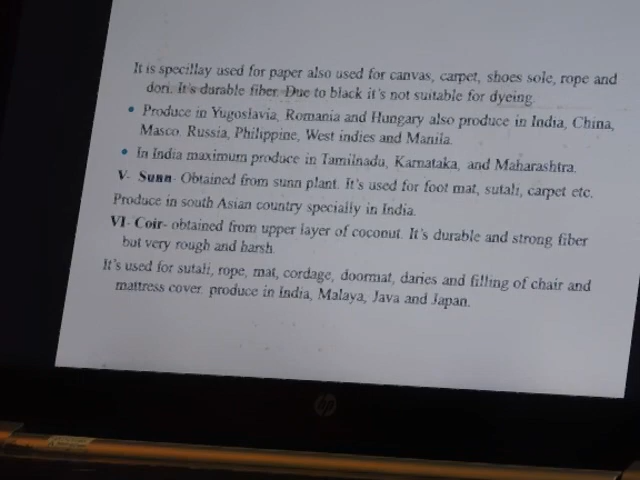 It is specillay used for paper also used for canvas, carpet, shoes sole, rope and
dori. It's durable fiber. Due to black it's not suitable for dyeing
• Produce in Yugoslavia, Romania and Hungary also produce in India, China,
Masco. Russia, Philippine, West indies and Manila.
• In India maximum produce in Tamilnadu, Karnataka, and Maharashtra.
V- Sunn- Obtained from sunn plant. It's used for foot mat, sutali, carpet etc.
Produce in south Asian country specially in India.
VI- Coir- obtained from upper layer of coconut. It's durable and strong fiber
but very rough and harsh.
It's used for sutali, rope, mat, cordage, doormat, daries and filling of chair and
mattress cover. produce in India, Malaya, Java and Japan.
hp